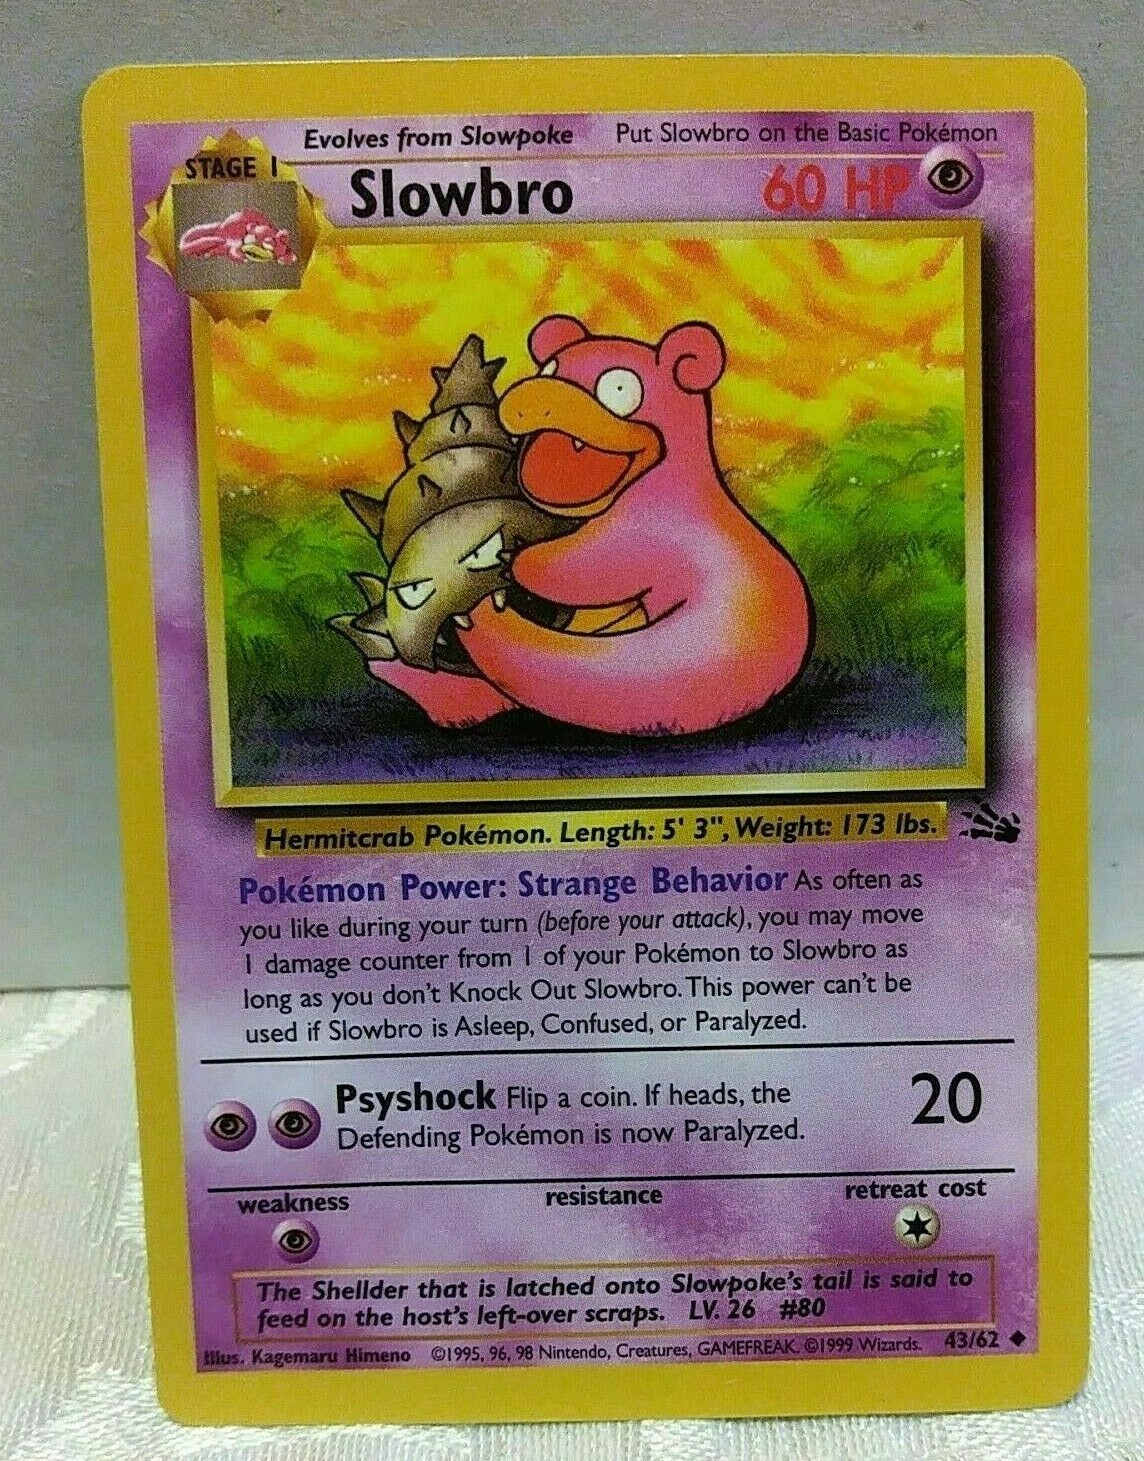 Evolves from Slowpoke Put Slowbro on the Basic Pokémon
STAGE 1
Slowbro 60 HP
Hermitcrab Pokémon. Length: 5' 3", Weight: 173 lbs.
Pokémon Power: Strange Behavior As often as
you like during your turn (before your attack), you may move
1 damage counter from 1 of your Pokémon to Slowbro as
long as you don't Knock Out Slowbro. This power can't be
used if Slowbro is Asleep, Confused, or Paralyzed.
Psyshock Flip a coin. If heads, the 20
Defending Pokémon is now Paralyzed.
weakness resistance retreat cost
The Shellder that is latched onto Slowpoke's tail is said to
feed on the host's left-over scraps. LV. 26 #80
Illus. Kagemaru Himeno ©1995, 96, 98 Nintendo, Creatures, GAMEFREAK. ©1999 Wizards. 43/62